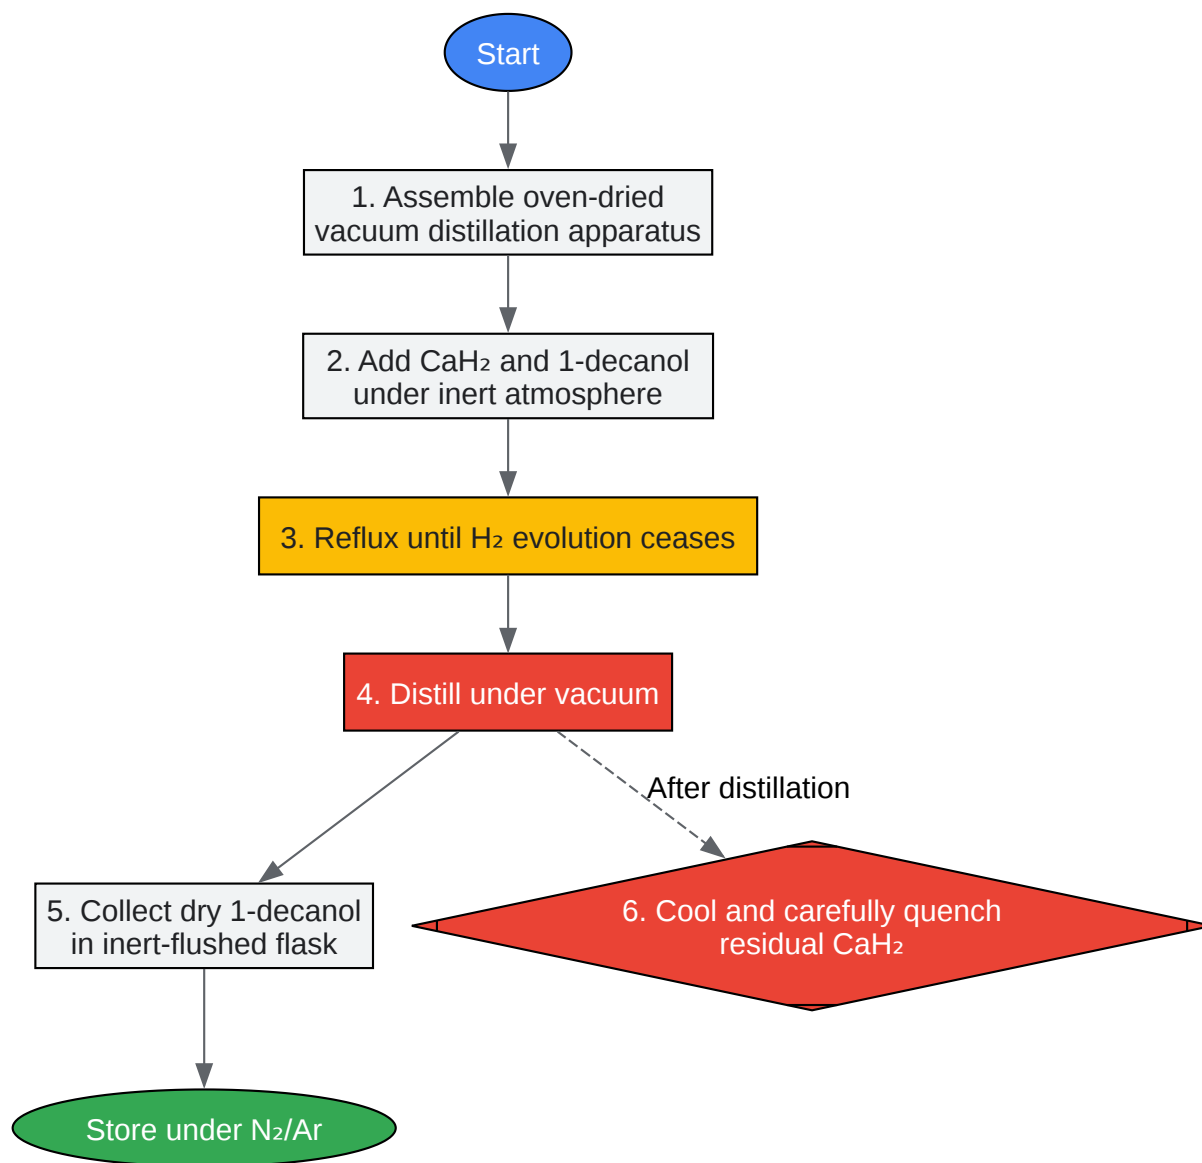 Start
1. Assemble oven-dried
vacuum distillation apparatus
2. Add CaH₂ and 1-decanol
under inert atmosphere
3. Reflux until H₂ evolution ceases
4. Distill under vacuum
After distillation
5. Collect dry 1-decanol
in inert-flushed flask
6. Cool and carefully quench
residual CaH₂
Store under N₂/Ar